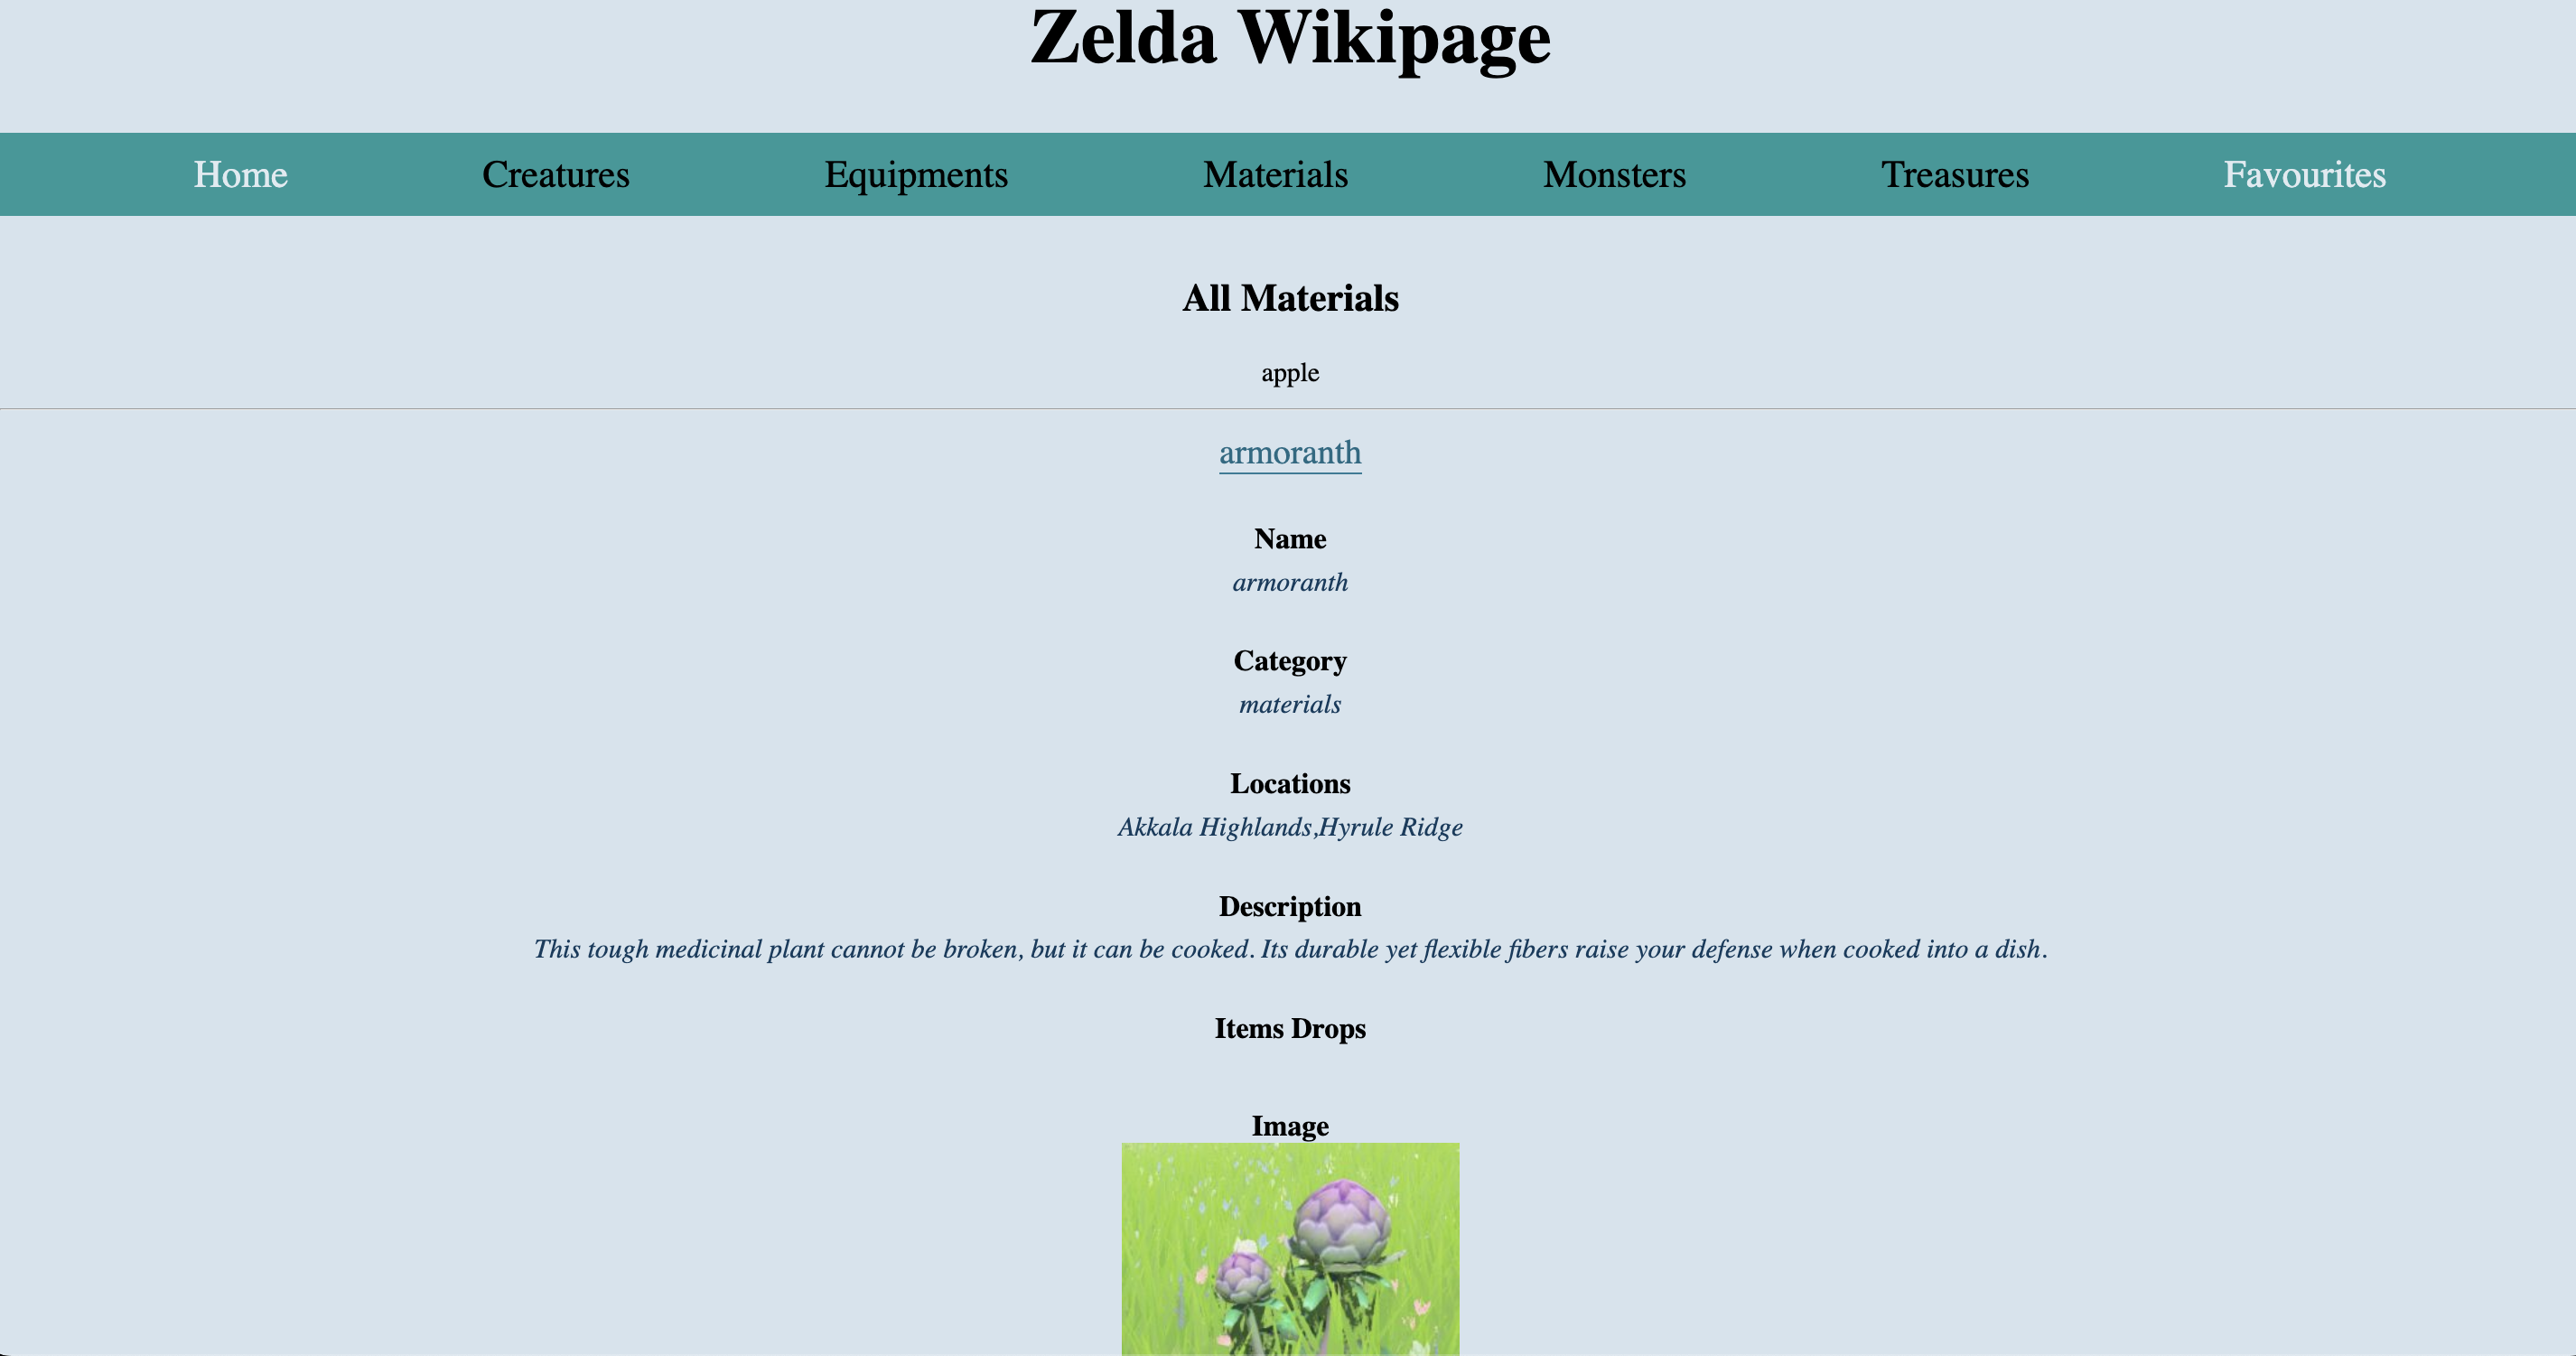 Zelda Wikipage
Home Creatures Equipments Materials Monsters Treasures Favourites
All Materials
apple
armoranth
Name
armoranth
Category
materials
Locations
Akkala Highlands,Hyrule Ridge
Description
This tough medicinal plant cannot be broken, but it can be cooked. Its durable yet flexible fibers raise your defense when cooked into a dish.
Items Drops
Image